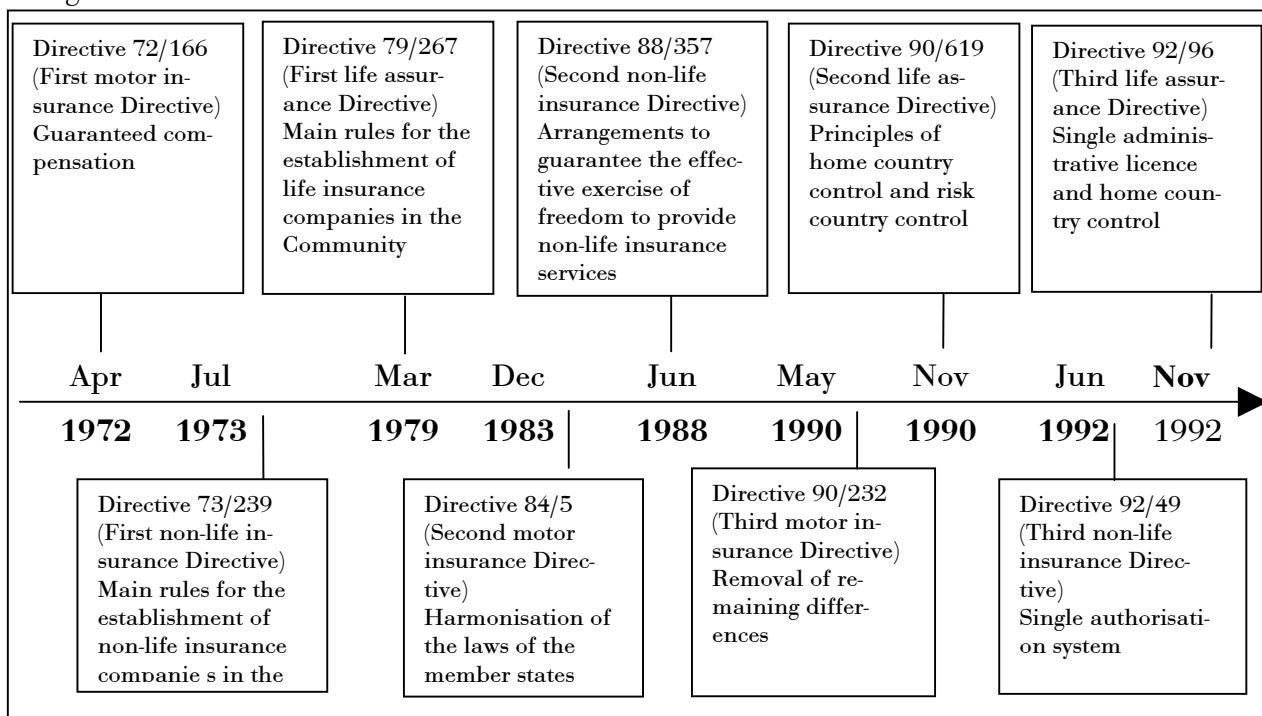 Directive 72/166
(First motor in-
surance Directive)
Guaranteed com-
pensation
Directive 79/267
(First life assur-
ance Directive)
Main rules for the
establishment of
life insurance
companies in the
Community
Directive 88/357
(Second non-life
insurance Directive)
Arrangements to
guarantee the effec-
tive exercise of
freedom to provide
non-life insurance
services
Directive 90/619
(Second life as-
surance Directive)
Principles of
home country
control and risk
country control
Directive 92/96
(Third life assur-
ance Directive)
Single adminis-
trative licence
and home coun-
try control
Apr Jul Mar Dec Jun May Nov Jun Nov
1972 1973 1979 1983 1988 1990 1990 1992 1992
Directive 73/239
(First non-life in-
surance Directive)
Main rules for the
establishment of
non-life insurance
companie s in the
Directive 84/5
(Second motor
insurance Direc-
tive)
Harmonisation of
the laws of the
member states
Directive 90/232
(Third motor in-
surance Directive)
Removal of re-
maining differ-
ences
Directive 92/49
(Third non-life
insurance Direc-
tive)
Single authorisati-
on system